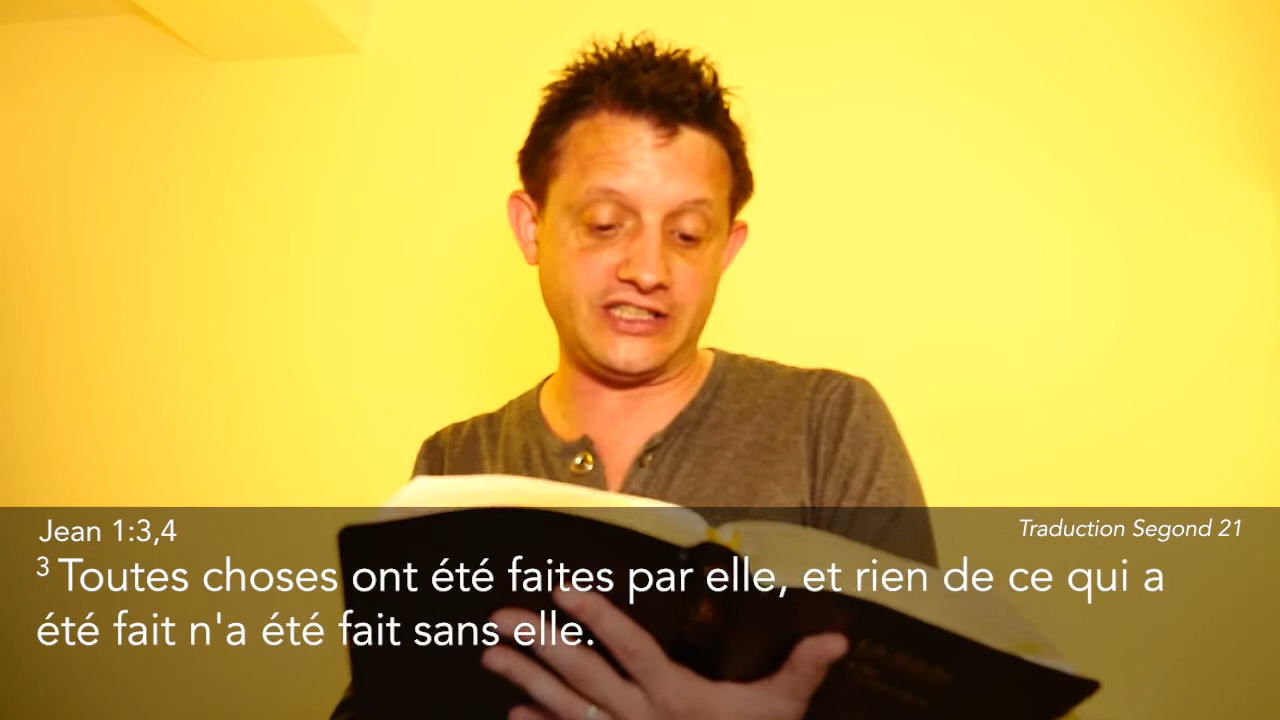 Jean 1:3,4
Traduction Segond 21
3 Toutes choses ont été faites par elle, et rien de ce qui a
été fait n'a été fait sans elle.